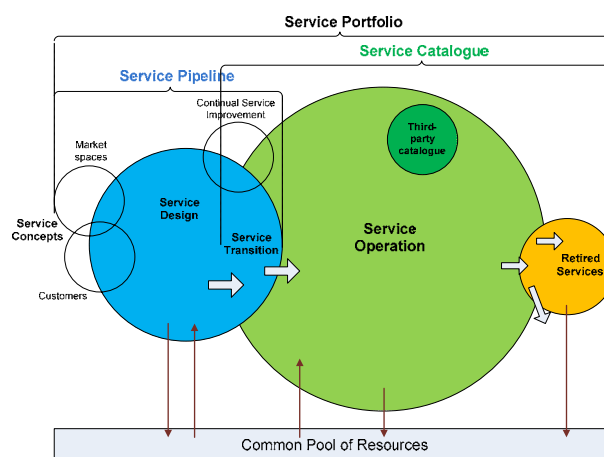 Service Portfolio
Service Catalogue
Service Pipeline
Continual Service
Improvement
Third-
party
catalogue
Market
spaces
Service
Design
Service
Concepts
Service
Transition
Service
Operation
Retired
Services
Customers
Common Pool of Resources